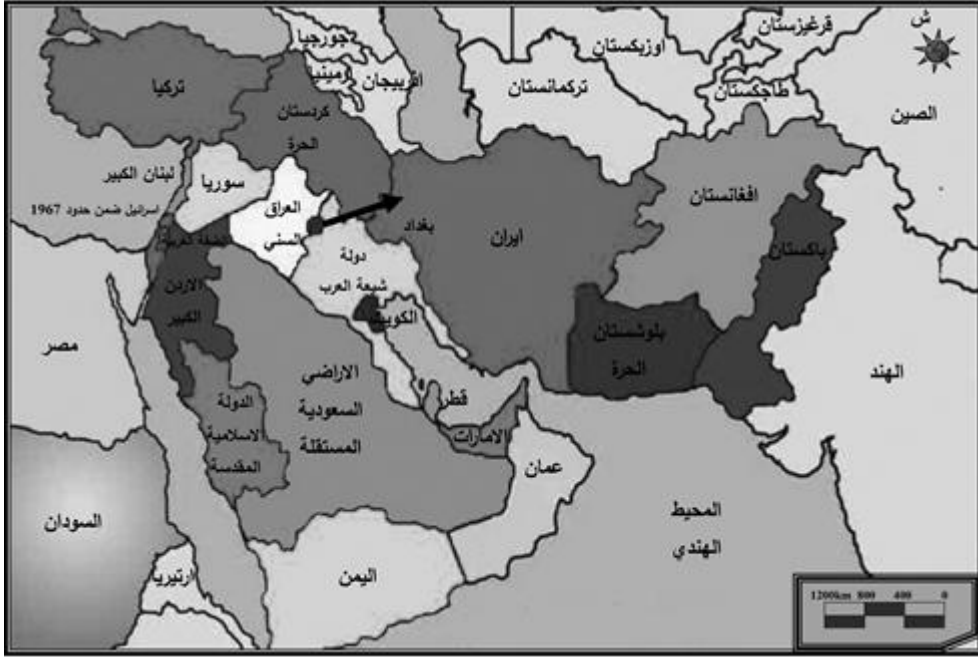 ش
قرغيزستان
اوزبكستان
جورجيا
ارمينيا
اذربيجان
تركمانستان
طاجكستان
الصين
تركيا
كردستان
الحرة
لبنان الكبير
سوريا
افغانستان
اسرائيل ضمن حدود 1967
العراق
السني
بغداد
ايران
باكستان
الضفة الغربية
دولة
شيعة العرب
الاردن
الكبير
الكويت
بلوشستان
الحرة
مصر
الهند
الاراضي
السعودية
المستقلة
قطر
الدولة
الاسلامية
المقدسة
الامارات
عمان
السودان
المحيط
الهندي
ارتيريا
اليمن
1200km 800 400 0